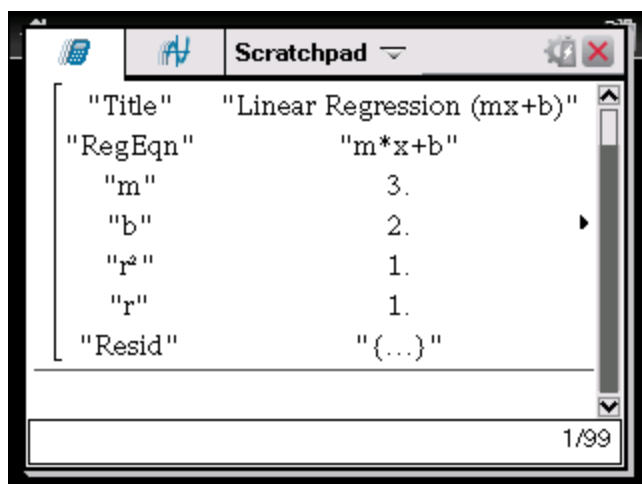 Scratchpad
"Title" "Linear Regression (mx+b)"
"RegEqn" "m*x+b"
"m" 3.
"b" 2.
"r²" 1.
"r" 1.
"Resid" "{...}"
1/99